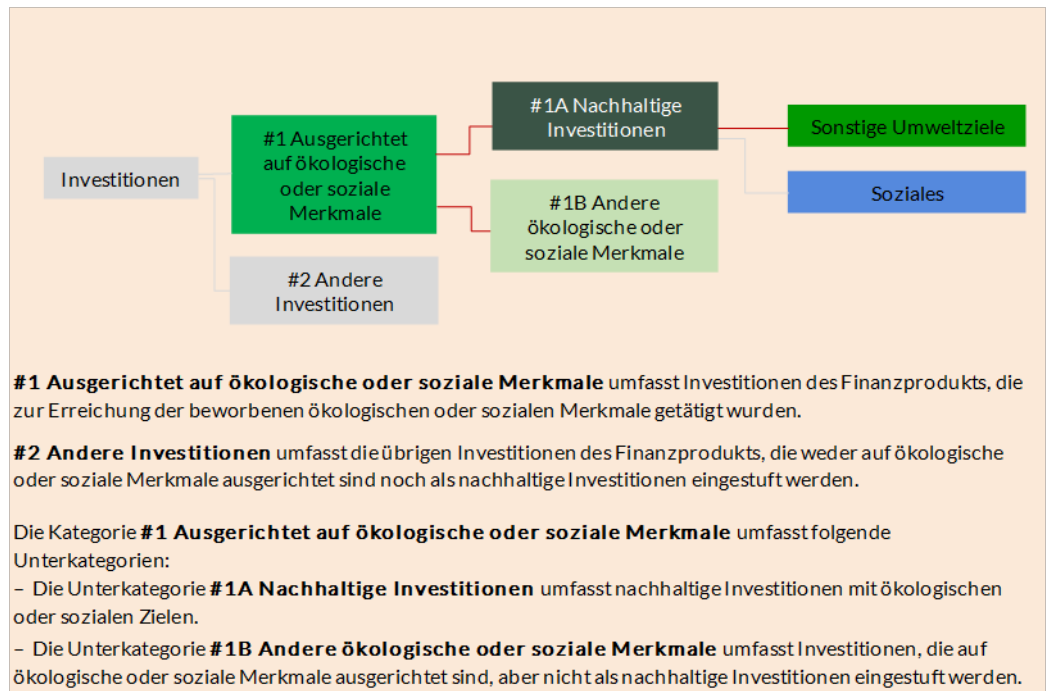 #1A Nachhaltige
Investitionen
Sonstige Umweltziele
#1 Ausgerichtet
auf ökologische
oder soziale
Merkmale
Investitionen
Soziales
#1B Andere
ökologische oder
soziale Merkmale
#2 Andere
Investitionen
#1 Ausgerichtet auf ökologische oder soziale Merkmale umfasst Investitionen des Finanzprodukts, die
zur Erreichung der beworbenen ökologischen oder sozialen Merkmale getätigt wurden.
#2 Andere Investitionen umfasst die übrigen Investitionen des Finanzprodukts, die weder auf ökologische
oder soziale Merkmale ausgerichtet sind noch als nachhaltige Investitionen eingestuft werden.
Die Kategorie #1 Ausgerichtet auf ökologische oder soziale Merkmale umfasst folgende
Unterkategorien:
– Die Unterkategorie #1A Nachhaltige Investitionen umfasst nachhaltige Investitionen mit ökologischen
oder sozialen Zielen.
– Die Unterkategorie #1B Andere ökologische oder soziale Merkmale umfasst Investitionen, die auf
ökologische oder soziale Merkmale ausgerichtet sind, aber nicht als nachhaltige Investitionen eingestuft werden.